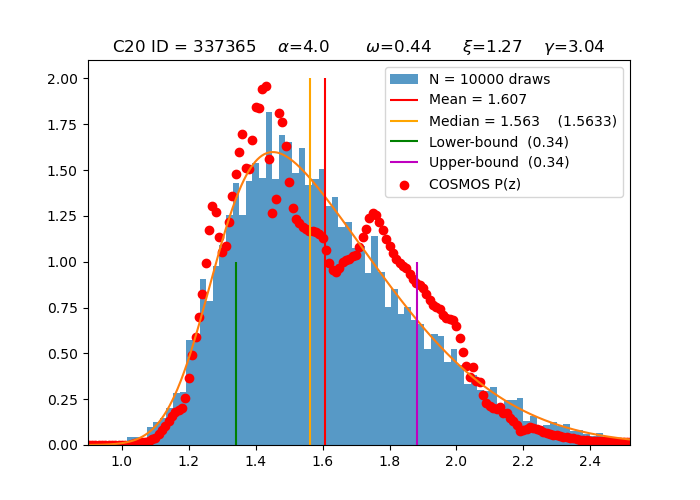 C20 ID = 337365 α=4.0 ω=0.44 ξ=1.27 γ=3.04
N = 10000 draws
Mean = 1.607
Median = 1.563 (1.5633)
Lower-bound (0.34)
Upper-bound (0.34)
COSMOS P(z)
2.00
1.75
1.50
1.25
1.00
0.75
0.50
0.25
0.00
1.0 1.2 1.4 1.6 1.8 2.0 2.2 2.4